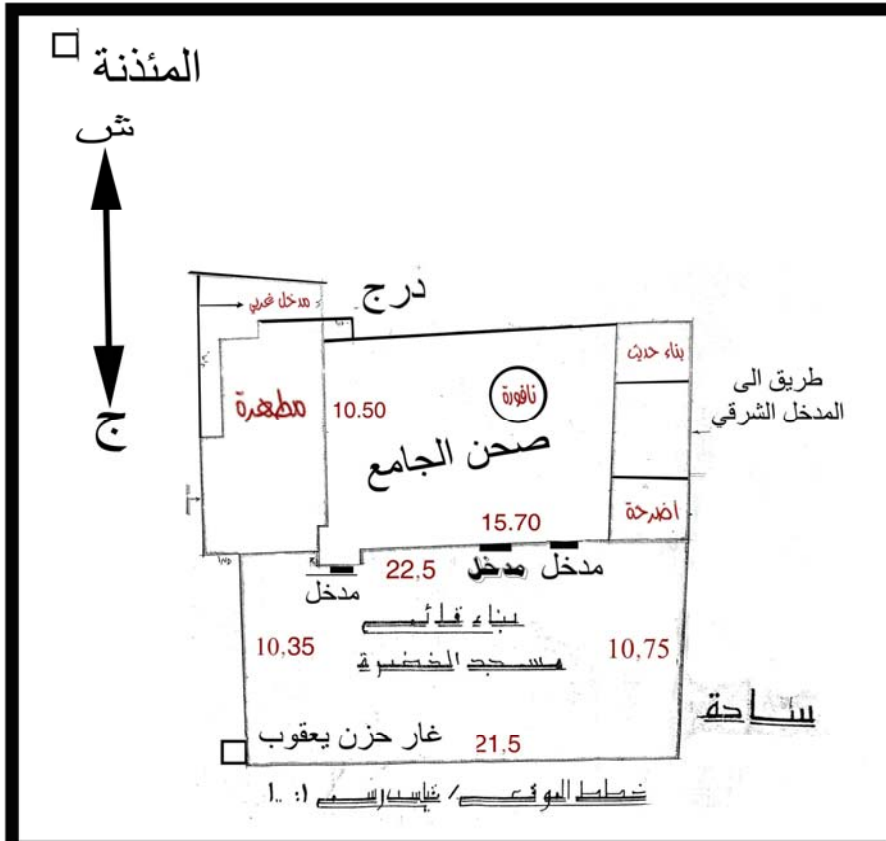 المئذنة
ش
ج
درج
مدخل غربي
مطهرة
10.50
نافورة
صحن الجامع
بناء حديث
طريق الى
المدخل الشرقي
اضرحة
15.70
مدخل
22,5
مدخل
مدخل
بناء قائم
10,35
مسجد الخضرة
10,75
ساحة
غار حزن يعقوب
21,5
مخطط الموقع / مقياس رسم ١: ١٠٠